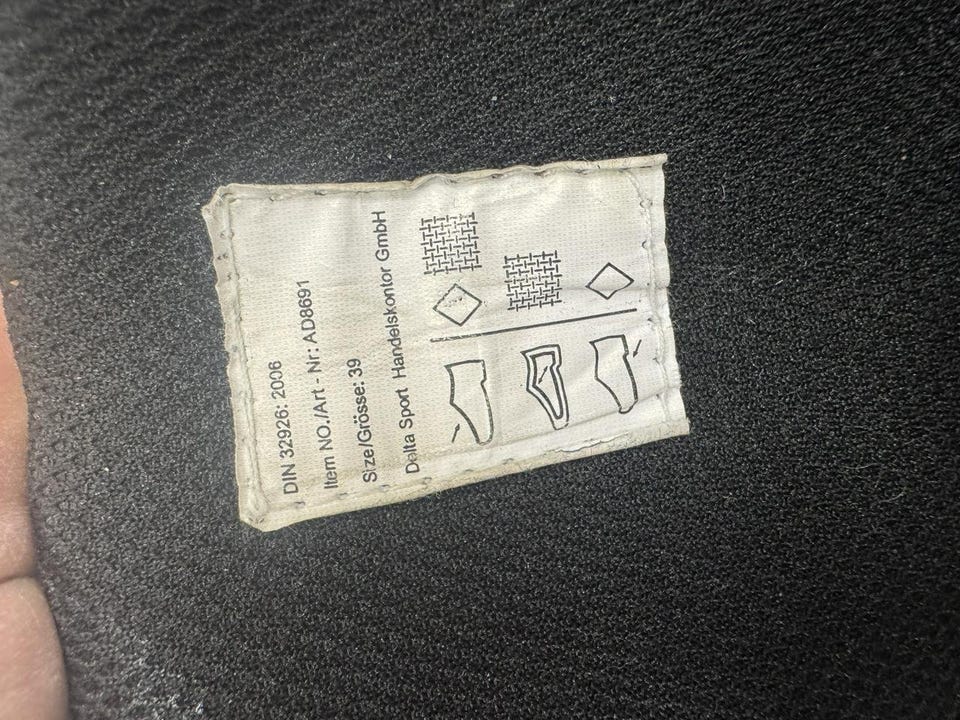 DIN 32926: 2006
Item NO./Art - Nr: AD8691
Size/Grösse: 39
Delta Sport Handelskontor GmbH